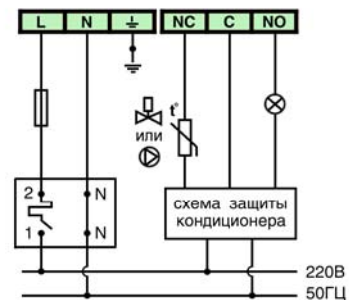 L N NC C NO
t°
или
2 N
1 N
схема защиты
кондиционера
220В
50ГЦ